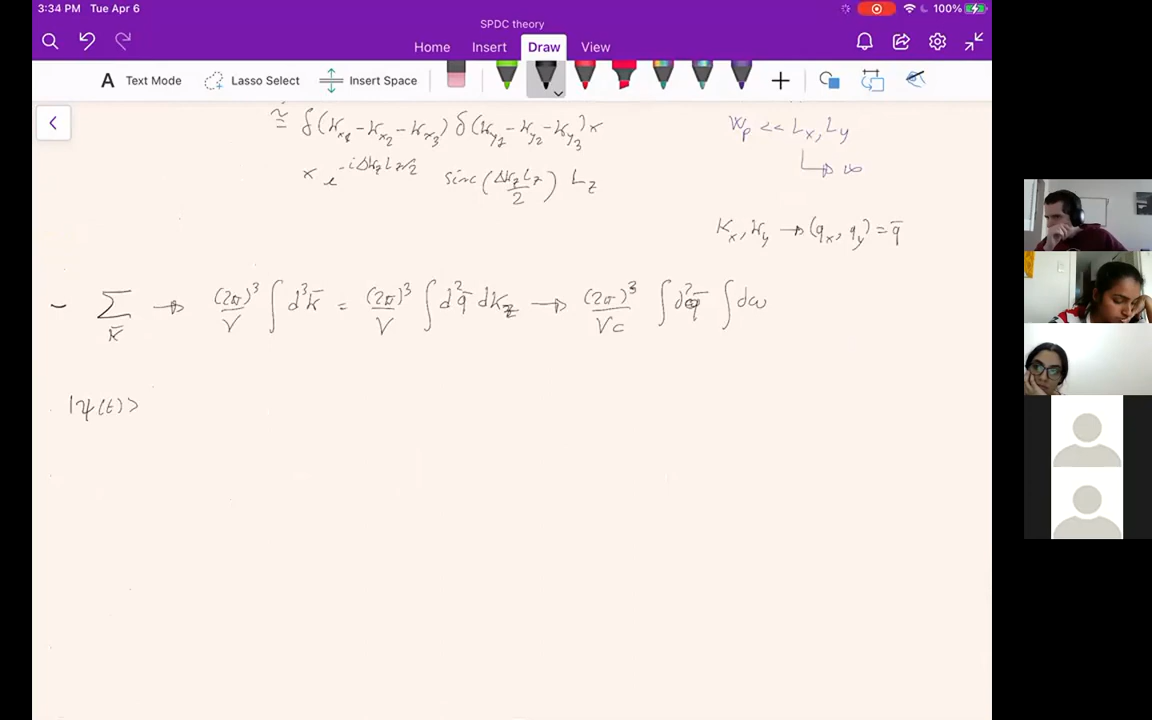 3:34 PM Tue Apr 6
100%
SPDC theory
Home Insert Draw View
Text Mode Lasso Select Insert Space
≅ δ(k_{x1} - k_{x2} - k_{x3}) δ(k_{y2} - k_{y2} - k_{y3}) x
x e^{-iΔk_z L_z/2} sinc(Δk_z L_z / 2) L_z
W_p << L_x, L_y
↳ ∞
K_x, k_y → (q_x, q_y) = q̄
- Σ_{k̄} → (2π)³/V ∫ d³k̄ = (2π)³/V ∫ d²q̄ dk_z → (2π)³/Vc ∫ d²q̄ ∫ dω
|ψ(t)>